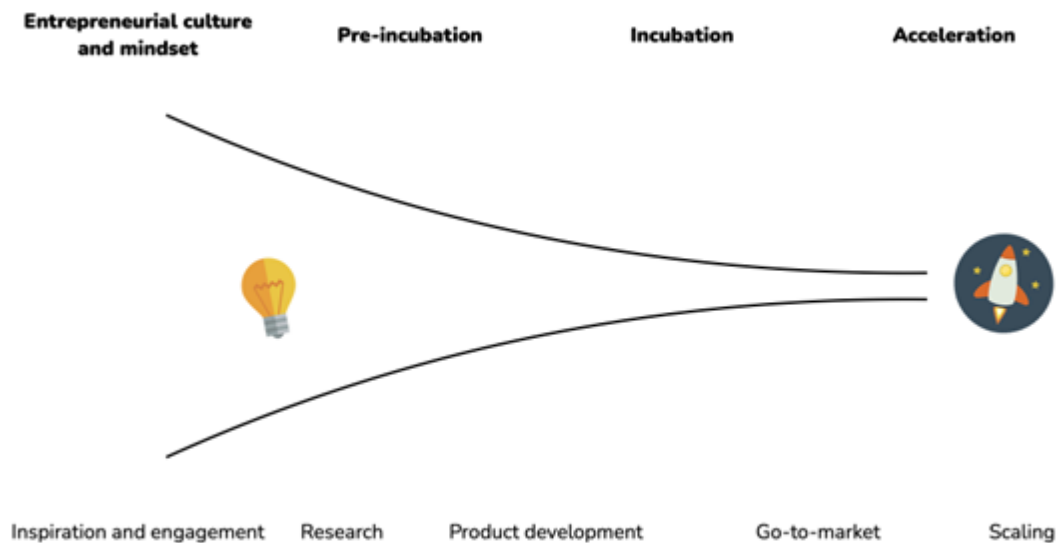 Entrepreneurial culture
and mindset
Pre-incubation
Incubation
Acceleration
Inspiration and engagement
Research
Product development
Go-to-market
Scaling